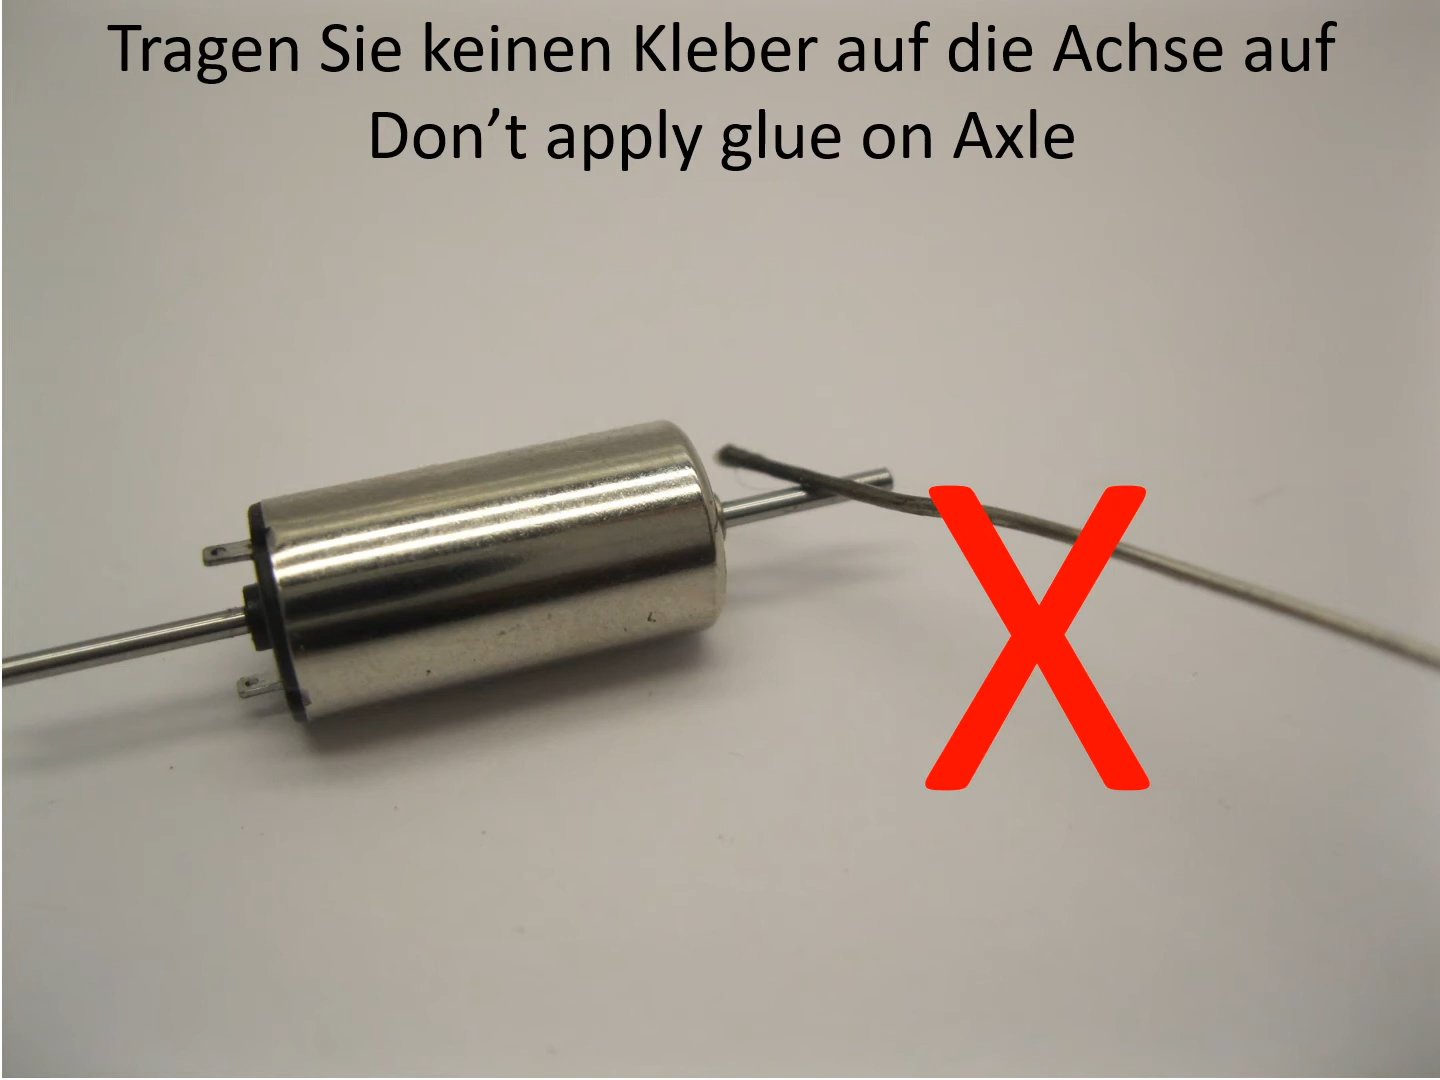 Tragen Sie keinen Kleber auf die Achse auf
Don’t apply glue on Axle
X